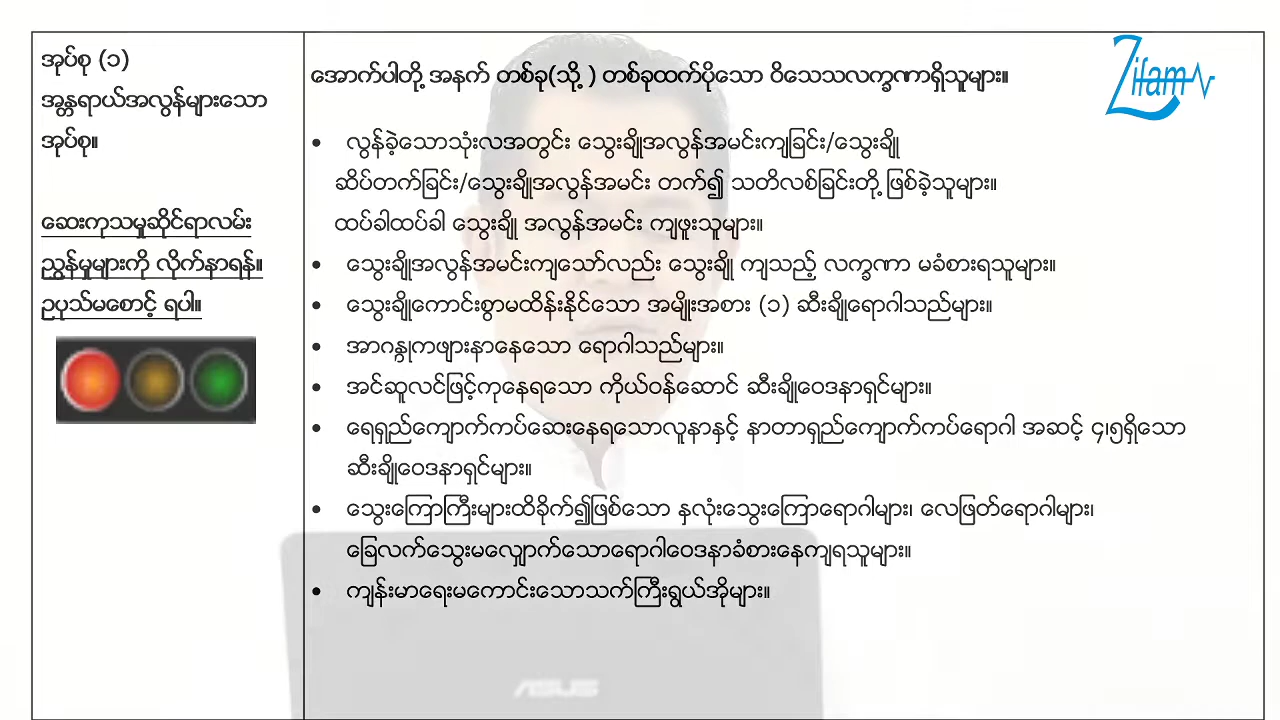 အုပ်စု (၁)
အန္တရာယ်အလွန်များသော
အုပ်စု။
ဆေးကုသမှုဆိုင်ရာလမ်း
ညွှန်မှုများကို လိုက်နာရန်။
ဥပုသ်မစောင့် ရပါ။
အောက်ပါတို့ အနက် တစ်ခု(သို့ ) တစ်ခုထက်ပိုသော ဝိသေသလက္ခဏာရှိသူများ။
• လွန်ခဲ့သောသုံးလအတွင်း သွေးချိုအလွန်အမင်းကျခြင်း/သွေးချို
ဆိပ်တက်ခြင်း/သွေးချိုအလွန်အမင်း တက်၍ သတိလစ်ခြင်းတို့ ဖြစ်ခဲ့သူများ။
ထပ်ခါထပ်ခါ သွေးချို အလွန်အမင်း ကျဖူးသူများ။
• သွေးချိုအလွန်အမင်းကျသော်လည်း သွေးချို ကျသည့် လက္ခဏာ မခံစားရသူများ။
• သွေးချိုကောင်းစွာမထိန်းနိုင်သော အမျိုးအစား (၁) ဆီးချိုရောဂါသည်များ။
• အာဂန္တုကဖျားနာနေသော ရောဂါသည်များ။
• အင်ဆူလင်ဖြင့်ကုနေရသော ကိုယ်ဝန်ဆောင် ဆီးချိုဝေဒနာရှင်များ။
• ရေရှည်ကျောက်ကပ်ဆေးနေရသောလူနာနှင့် နာတာရှည်ကျောက်ကပ်ရောဂါ အဆင့် ၄၊၅ရှိသော
ဆီးချိုဝေဒနာရှင်များ။
• သွေးကြောကြီးများထိခိုက်၍ဖြစ်သော နှလုံးသွေးကြောရောဂါများ၊ လေဖြတ်ရောဂါများ၊
ခြေလက်သွေးမလျှောက်သောရောဂါဝေဒနာခံစားနေကျရသူများ။
• ကျန်းမာရေးမကောင်းသောသက်ကြီးရွယ်အိုများ။
Zifam
ASUS